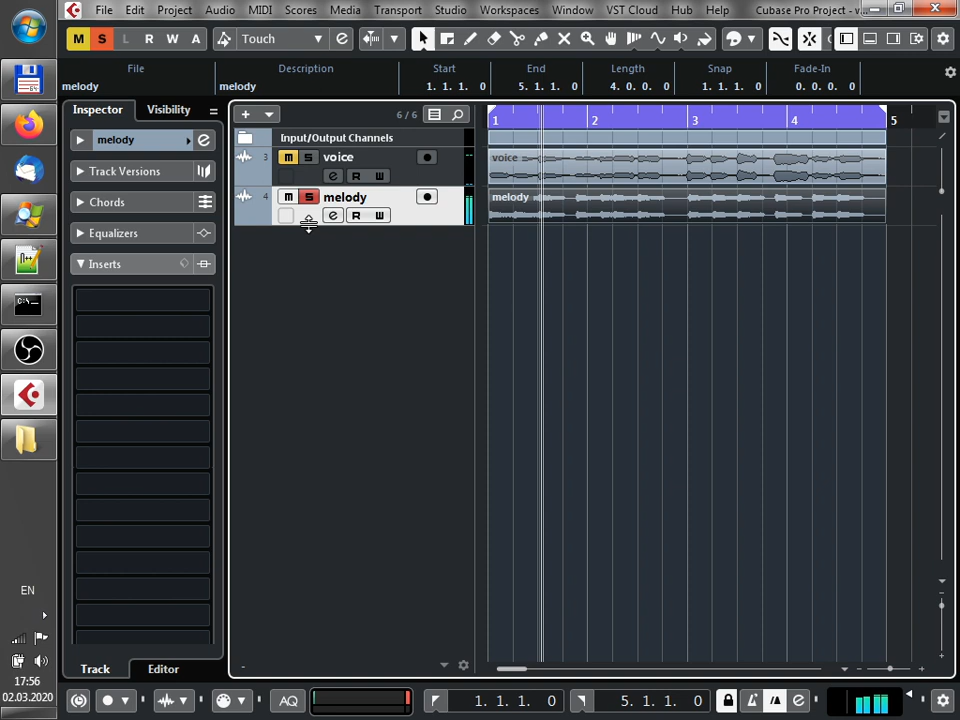 File Edit Project Audio MIDI Scores Media Transport Studio Workspaces Window VST Cloud Hub Help Cubase Pro Project - v...
M S L R W A Touch
File Description Start End Length Snap Fade-In
melody melody 1. 1. 1. 0 5. 1. 1. 0 4. 0. 0. 0 1. 1. 1. 0 0. 0. 0. 0
Inspector Visibility
6 / 6
1 2 3 4 5
melody
Input/Output Channels
Track Versions
3 m S voice
e R
voice
Chords
4 m S melody
e R
melody
Equalizers
Inserts
Track Editor
EN
17:56
02.03.2020
AQ
1. 1. 1. 0
5. 1. 1. 0